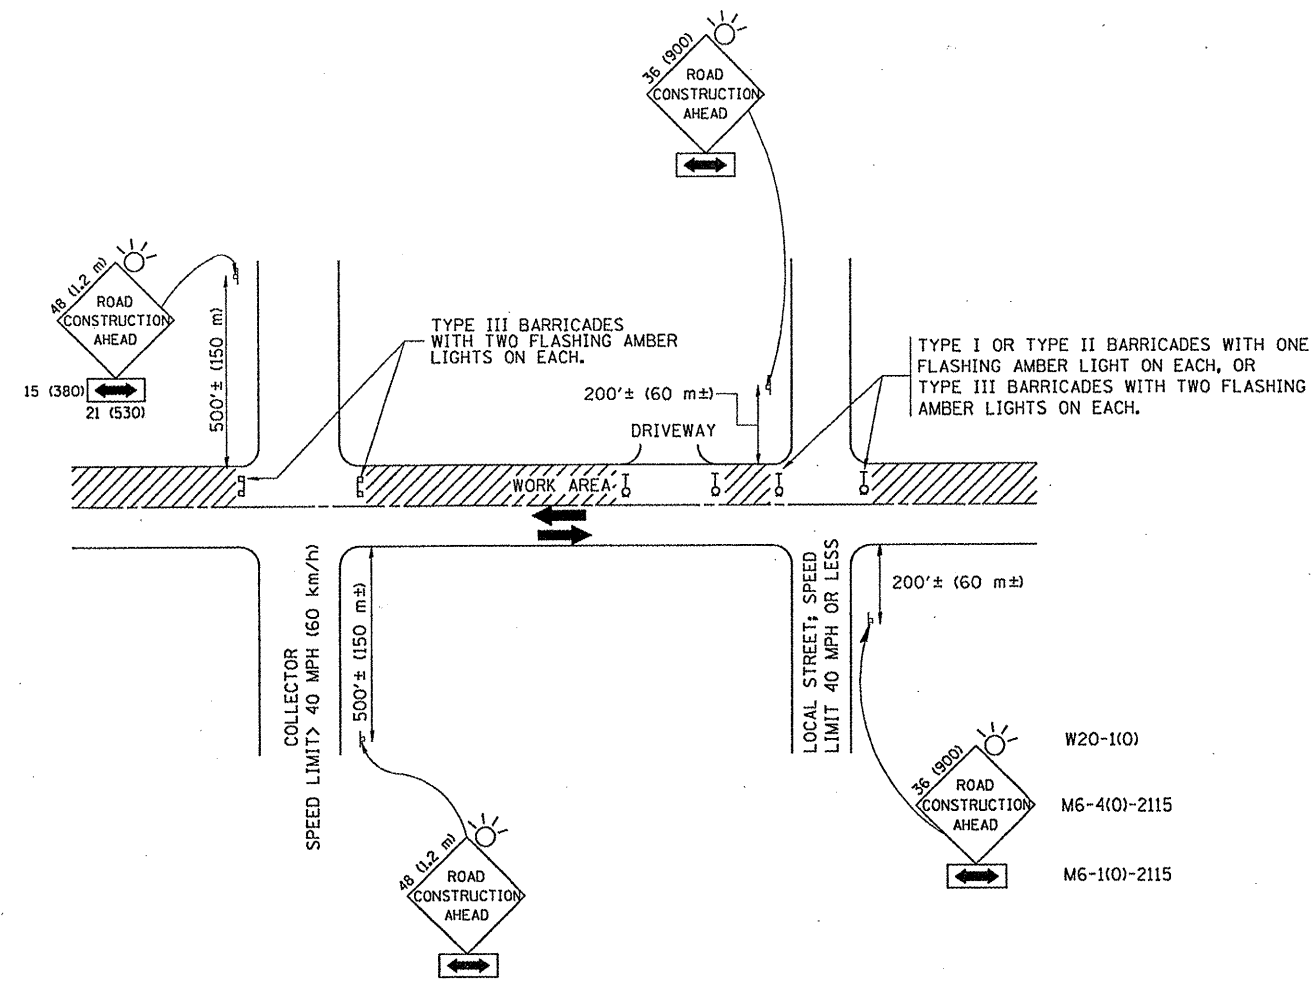 36 (900)
ROAD
CONSTRUCTION
AHEAD
48 (1.2 m)
ROAD
CONSTRUCTION
AHEAD
15 (380)
21 (530)
500'± (150 m)
TYPE III BARRICADES
WITH TWO FLASHING AMBER
LIGHTS ON EACH.
200'± (60 m±)
DRIVEWAY
TYPE I OR TYPE II BARRICADES WITH ONE
FLASHING AMBER LIGHT ON EACH, OR
TYPE III BARRICADES WITH TWO FLASHING
AMBER LIGHTS ON EACH.
WORK AREA
COLLECTOR
SPEED LIMIT> 40 MPH (60 km/h)
500'± (150 m±)
LOCAL STREET; SPEED
LIMIT 40 MPH OR LESS
200'± (60 m±)
48 (1.2 m)
ROAD
CONSTRUCTION
AHEAD
36 (900)
ROAD
CONSTRUCTION
AHEAD
W20-1(O)
M6-4(O)-2115
M6-1(O)-2115